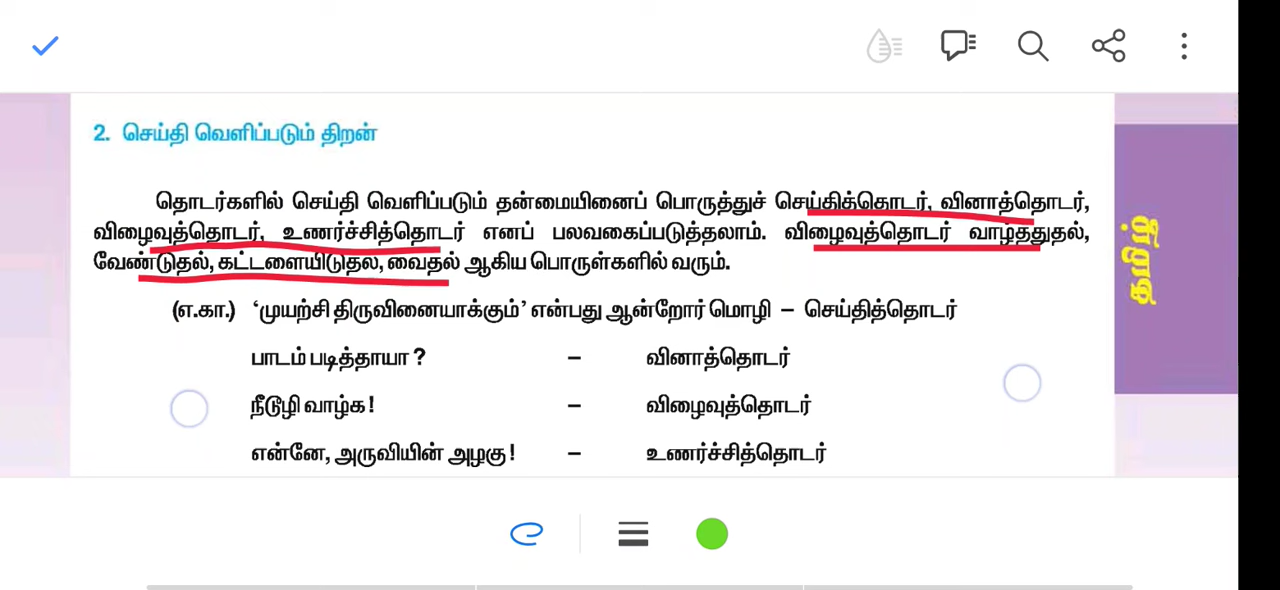 2. செய்தி வெளிப்படும் திறன்
தொடர்களில் செய்தி வெளிப்படும் தன்மையினைப் பொருத்துச் செய்தித்தொடர், வினாத்தொடர்,
விழைவுத்தொடர், உணர்ச்சித்தொடர் எனப் பலவகைப்படுத்தலாம். விழைவுத்தொடர் வாழ்த்துதல்,
வேண்டுதல், கட்டளையிடுதல், வைதல் ஆகிய பொருள்களில் வரும்.
(எ.கா.) ‘முயற்சி திருவினையாக்கும்’ என்பது ஆன்றோர் மொழி – செய்தித்தொடர்
பாடம் படித்தாயா ? – வினாத்தொடர்
நீடூழி வாழ்க ! – விழைவுத்தொடர்
என்னே, அருவியின் அழகு ! – உணர்ச்சித்தொடர்
தமிழ்